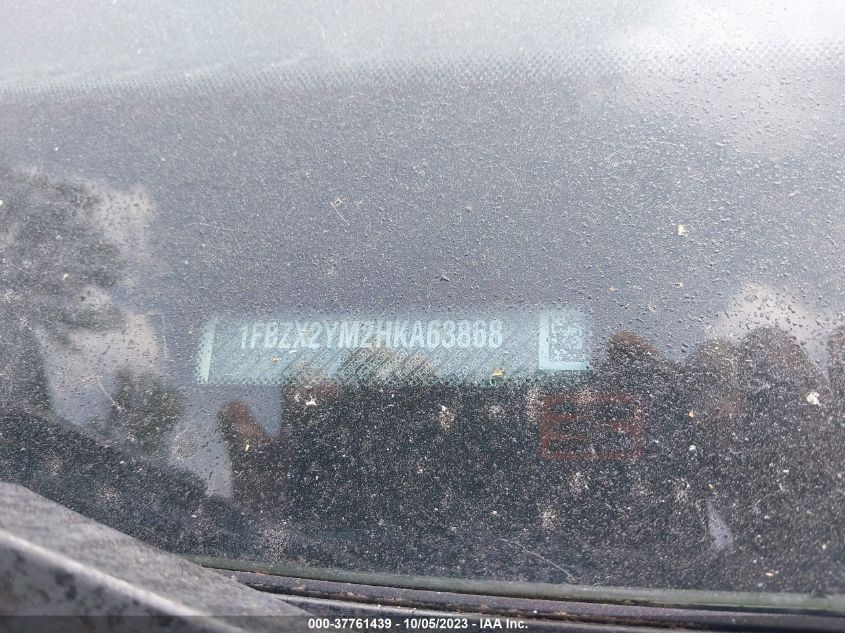 1FBZX2YM2HKA63868
000-37761439 | 10/05/2023 - IAA Inc.